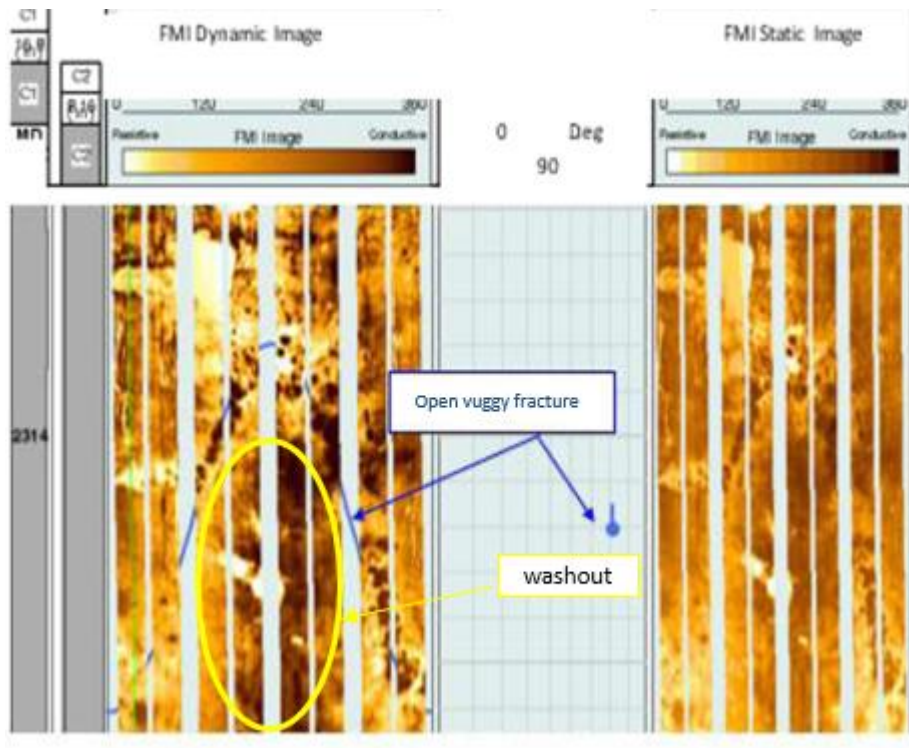 FMI Dynamic Image
FMI Static Image
C1
C2
C1
MD
0 120 240 360
0 120 240 360
Resistive FMI Image Conductive
Resistive FMI Image Conductive
0 Deg
90
2314
Open vuggy fracture
washout